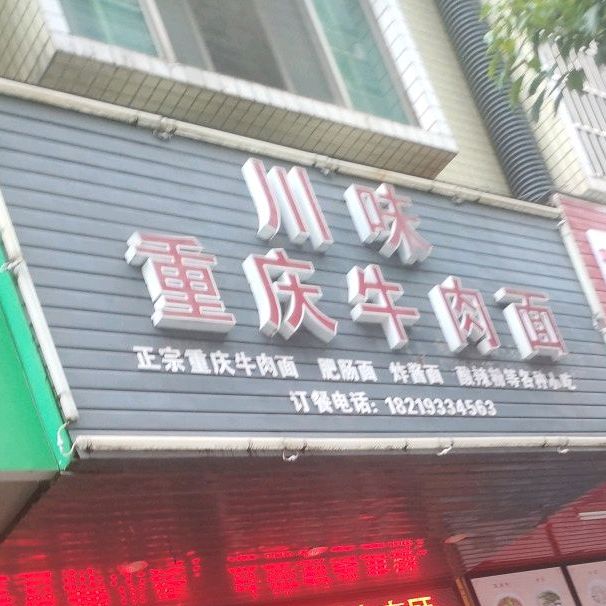 川味
重庆牛肉面
正宗重庆牛肉面 肥肠面 炸酱面 酸辣粉等各种小吃
订餐电话: 18219334563